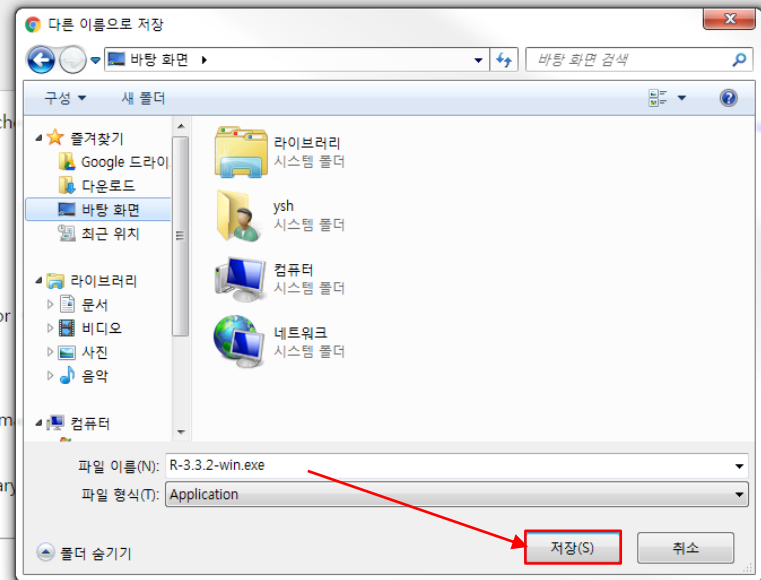 다른 이름으로 저장
바탕 화면
바탕 화면 검색
구성
새 폴더
즐겨찾기
Google 드라이
다운로드
바탕 화면
최근 위치
라이브러리
문서
비디오
사진
음악
컴퓨터
라이브러리
시스템 폴더
ysh
시스템 폴더
컴퓨터
시스템 폴더
네트워크
시스템 폴더
파일 이름(N): R-3.3.2-win.exe
파일 형식(T): Application
폴더 숨기기
저장(S)
취소